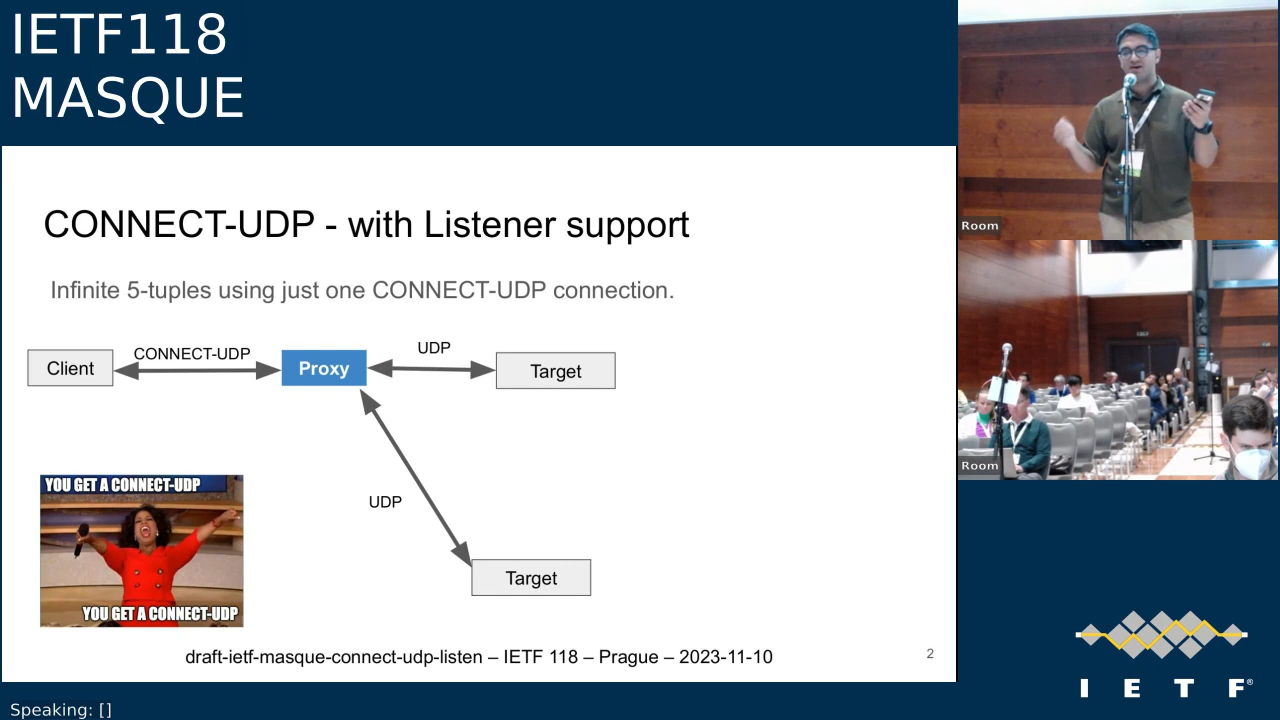 IETF118
MASQUE
CONNECT-UDP - with Listener support
Infinite 5-tuples using just one CONNECT-UDP connection.
Client
CONNECT-UDP
Proxy
UDP
Target
UDP
Target
YOU GET A CONNECT-UDP
YOU GET A CONNECT-UDP
draft-ietf-masque-connect-udp-listen – IETF 118 – Prague – 2023-11-10
2
Room
Room
I E T F®
Speaking: []